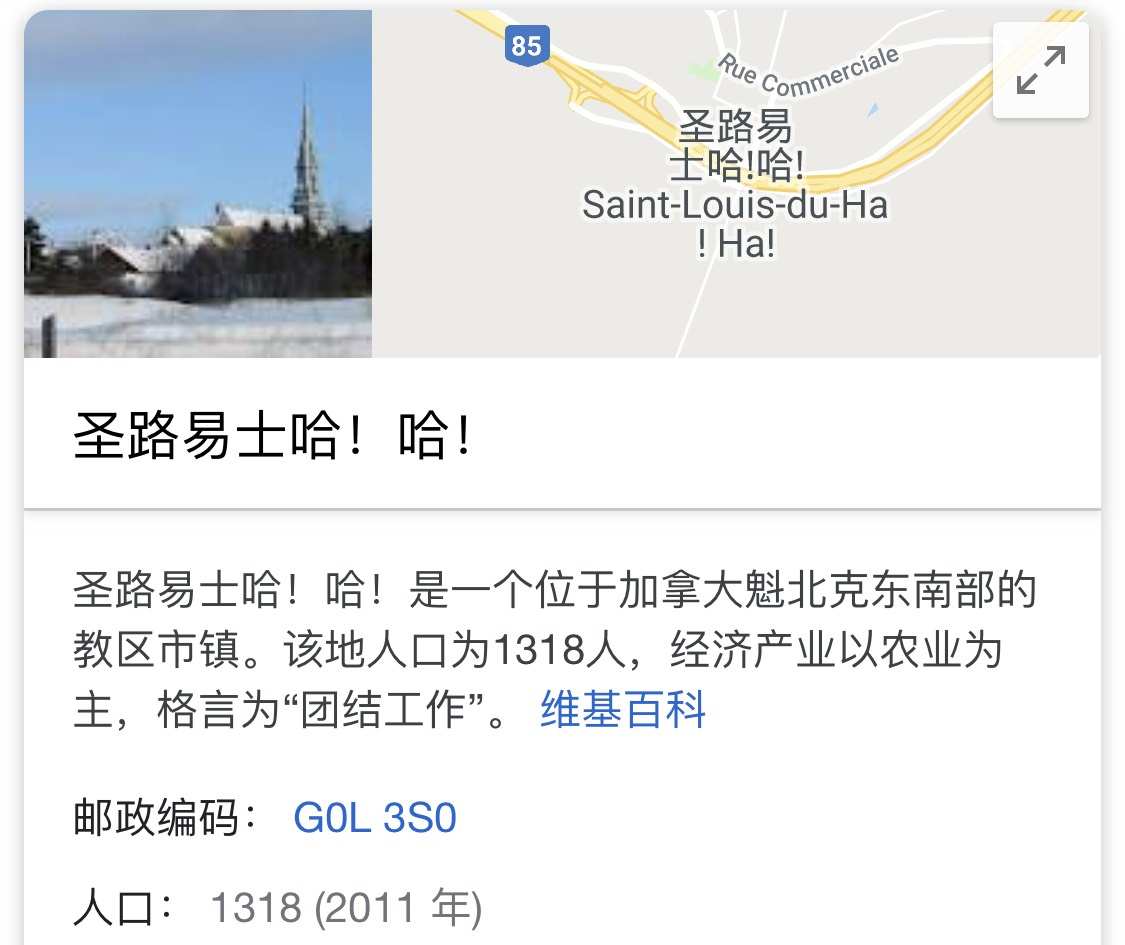 85
Rue Commerciale
圣路易
士哈!哈!
Saint-Louis-du-Ha
! Ha!
圣路易士哈！哈！
圣路易士哈！哈！是一个位于加拿大魁北克东南部的
教区市镇。该地人口为1318人，经济产业以农业为
主，格言为“团结工作”。 维基百科
邮政编码： G0L 3S0
人口： 1318 (2011 年)